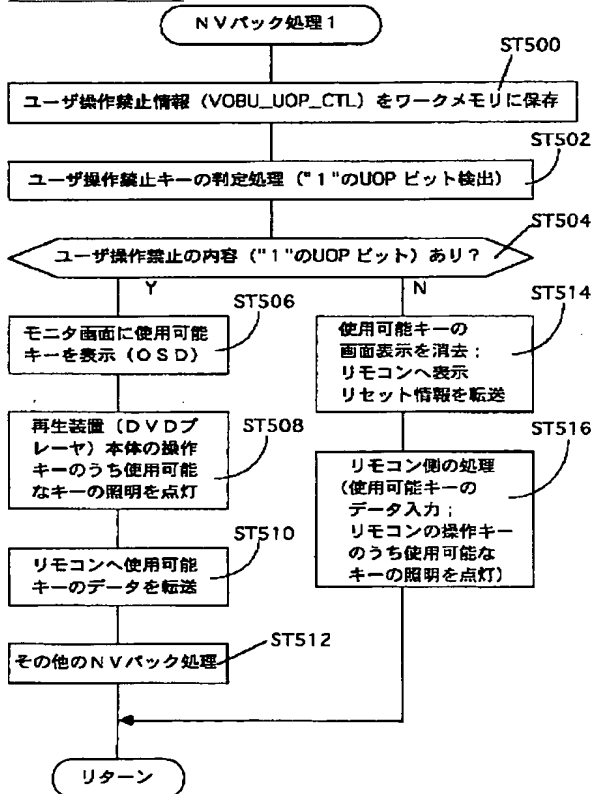 NVパック処理1
ST500
ユーザ操作禁止情報（VOBU_UOP_CTL）をワークメモリに保存
ST502
ユーザ操作禁止キーの判定処理（"1"のUOP ビット検出）
ST504
ユーザ操作禁止の内容（"1"のUOP ビット）あり？
Y
N
ST506
モニタ画面に使用可能
キーを表示（OSD）
ST508
再生装置（DVDプ
レーヤ）本体の操作
キーのうち使用可能
なキーの照明を点灯
ST510
リモコンへ使用可能
キーのデータを転送
ST512
その他のNVパック処理
ST514
使用可能キーの
画面表示を消去；
リモコンへ表示
リセット情報を転送
ST516
リモコン側の処理
（使用可能キーの
データ入力；
リモコンの操作キー
のうち使用可能な
キーの照明を点灯）
リターン